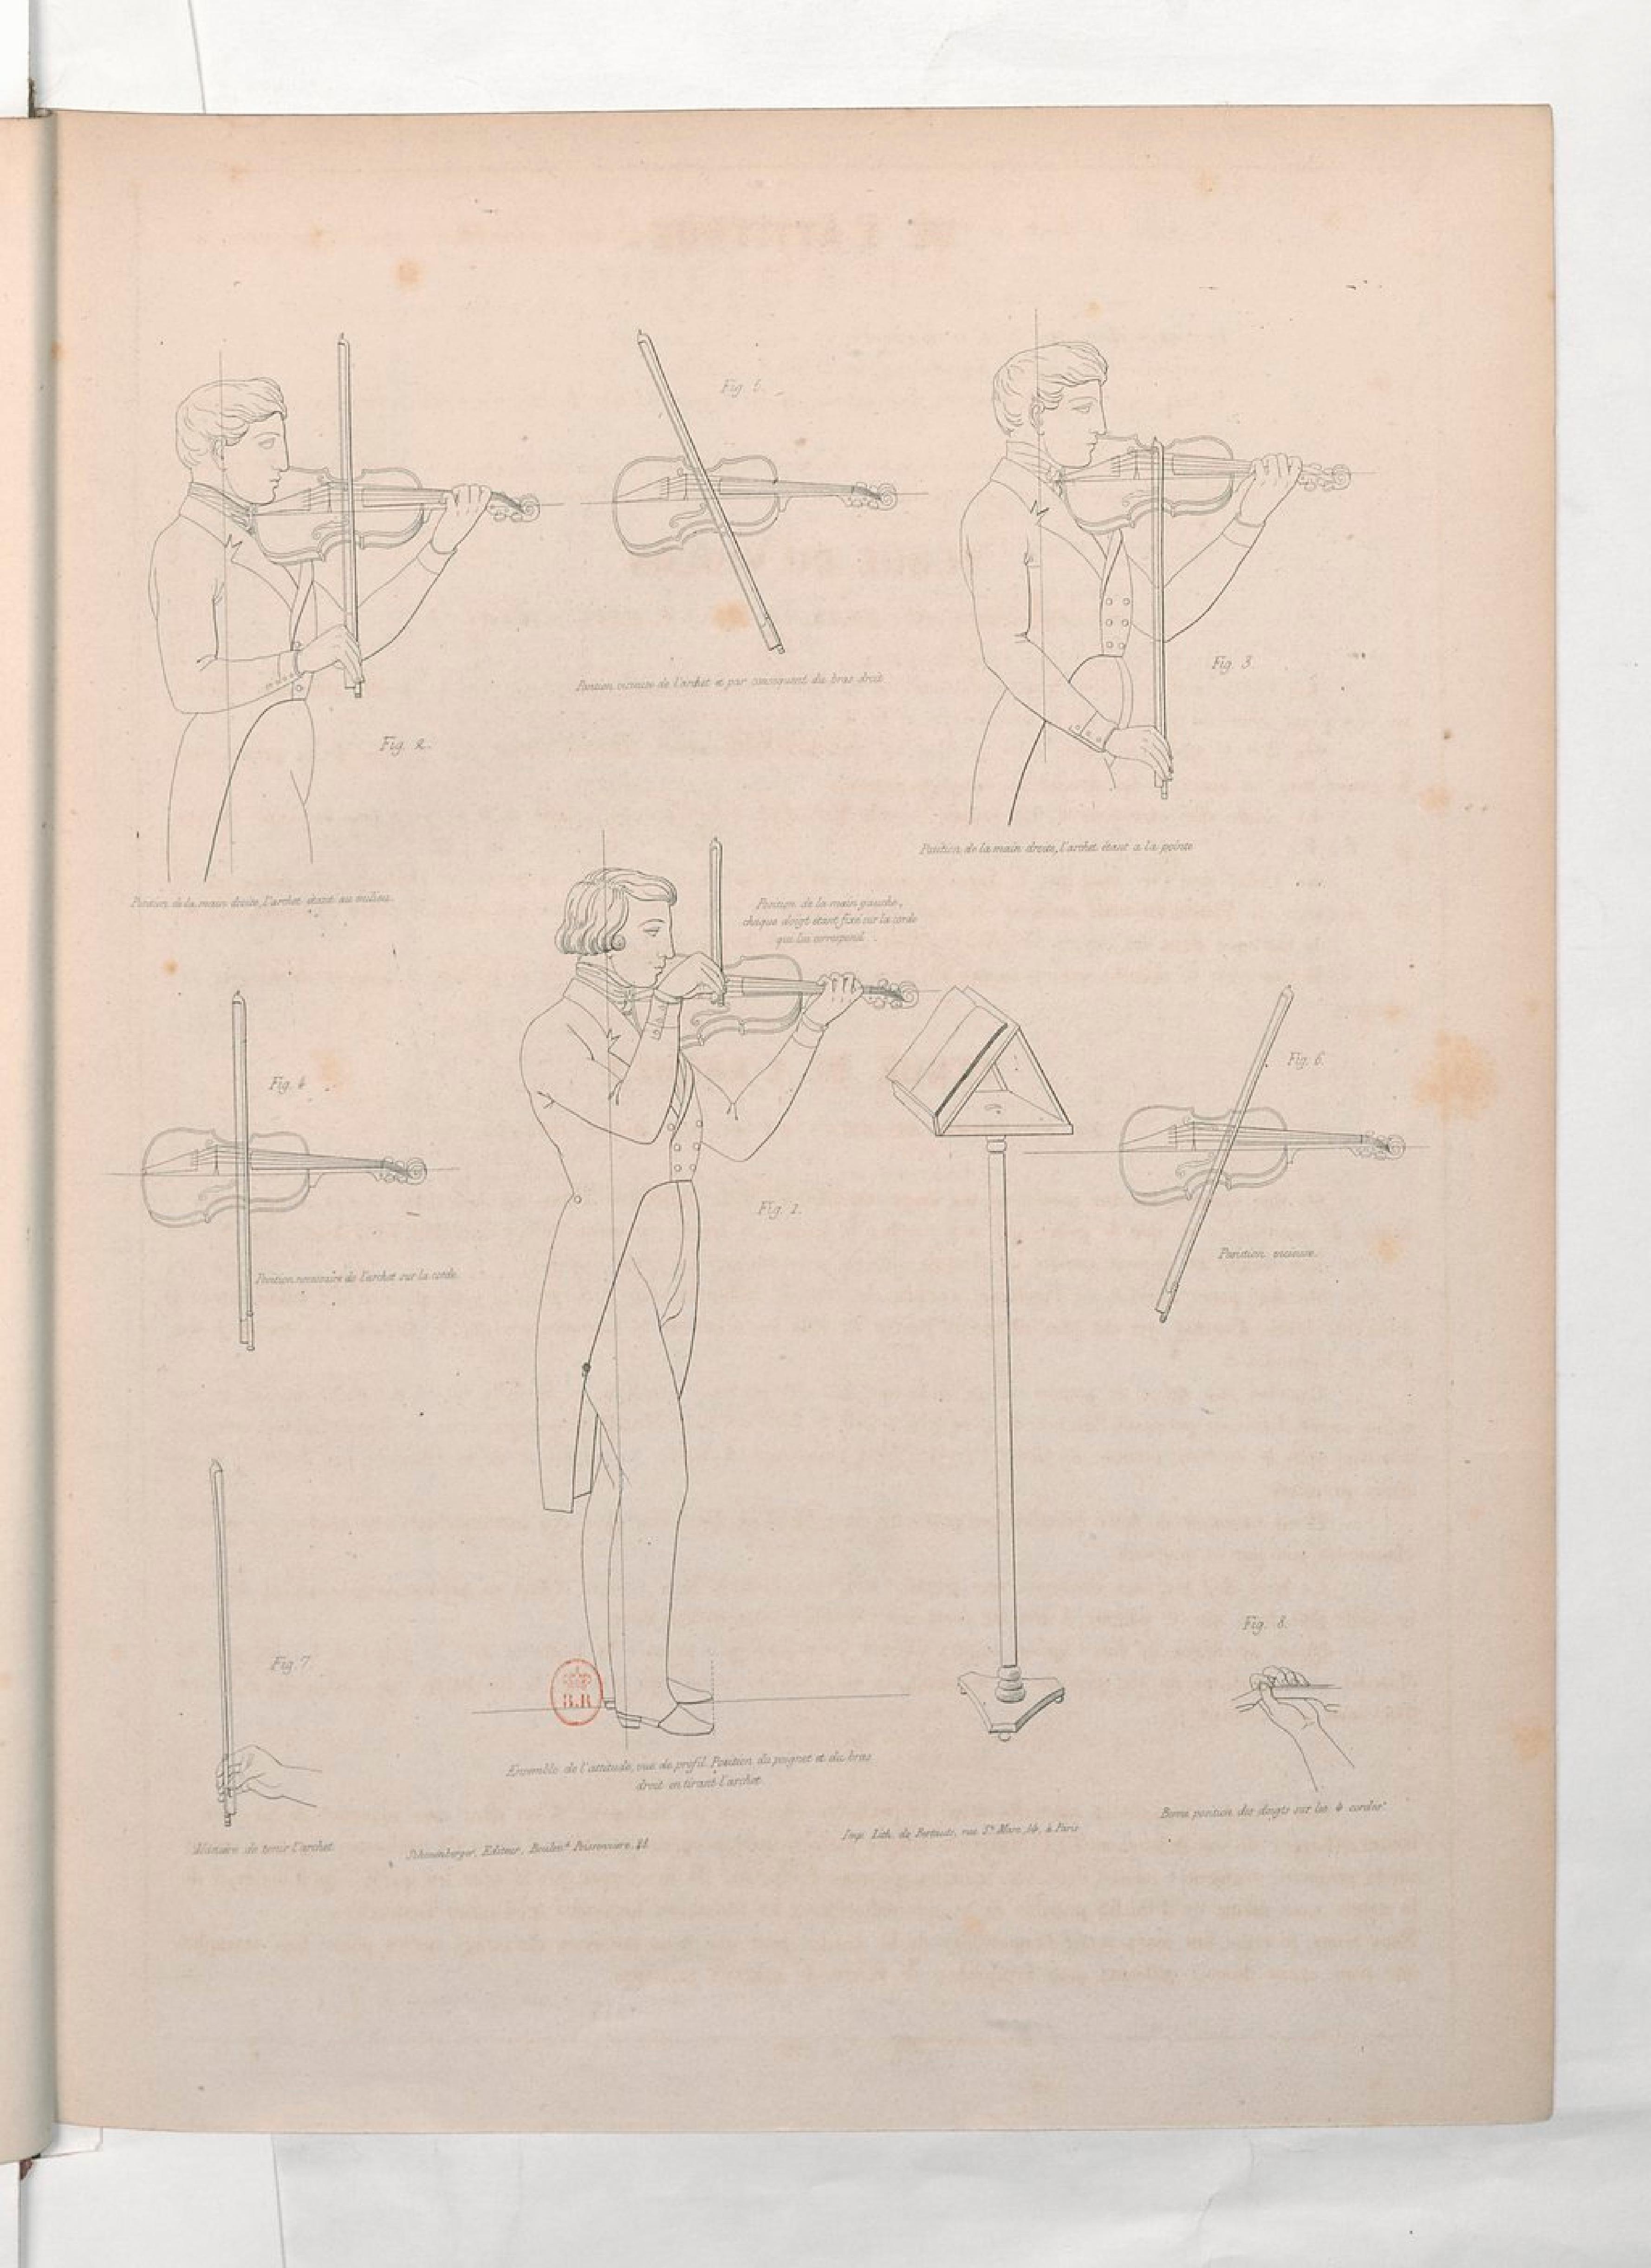 Fig. 5.
Position vicieuse de l'archet et par consequent du bras droit
Fig. 3.
Fig. 2.
Position de la main droite, l'archet étant a la pointe
Position de la main droite, l'archet étant au milieu.
Position de la main gauche,
chaque doigt étant fixé sur la corde
qui lui correspond.
Fig. 4
Fig. 6.
Fig. 1.
Position vicieuse.
Position necessaire de l'archet sur la corde
Fig. 8.
Fig. 7.
B.R
Ensemble de l'attitude, vue de profil. Position du poignet et du bras
droit en tirant l'archet.
Bonne position des doigts sur les 4 cordes.
Manière de tenir l'archet
Schonenberger, Editeur, Boulevd Poissonnière, 28.
Imp. Lith. de Bertauts, rue St Marc, 14, à Paris